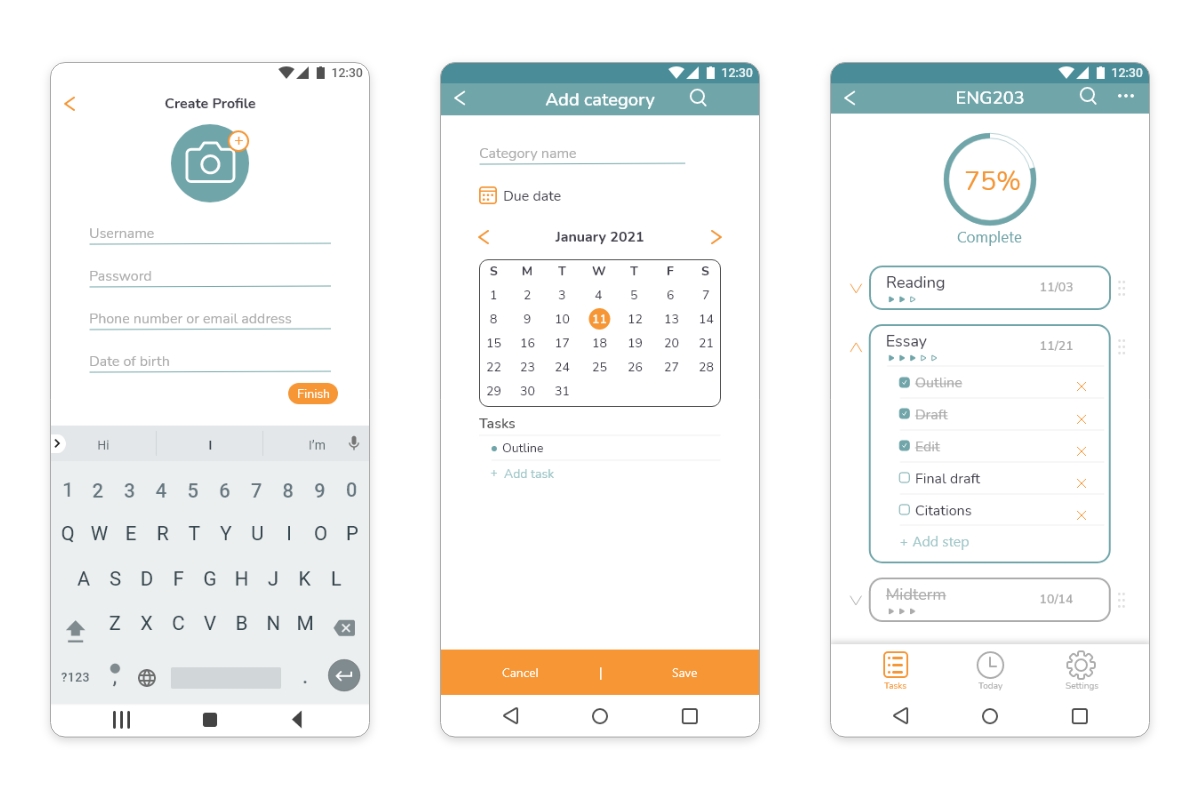 12:30
Create Profile
Username
Password
Phone number or email address
Date of birth
Finish
Hi I I'm
1 2 3 4 5 6 7 8 9 0
Q W E R T Y U I O P
A S D F G H J K L
Z X C V B N M
?123 , .
12:30
Add category
Category name
Due date
January 2021
S M T W T F S
1 2 3 4 5 6 7
8 9 10 11 12 13 14
15 16 17 18 19 20 21
22 23 24 25 26 27 28
29 30 31
Tasks
Outline
+ Add task
Cancel | Save
12:30
ENG203
75%
Complete
Reading 11/03
Essay 11/21
Outline
Draft
Edit
Final draft
Citations
+ Add step
Midterm 10/14
Tasks Today Settings